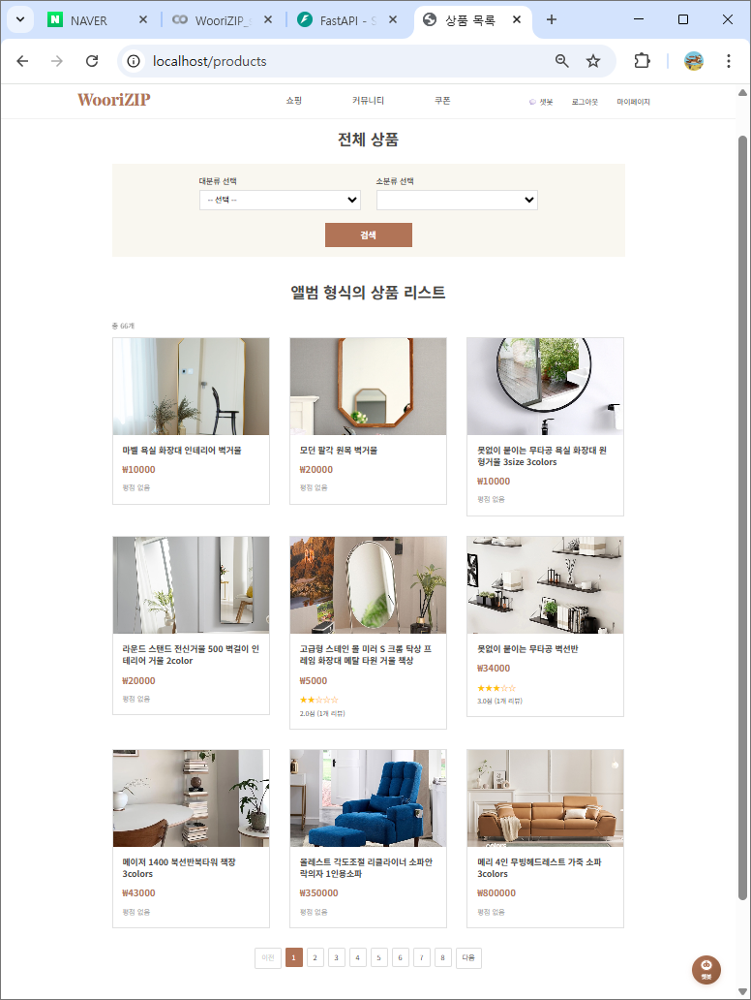 NAVER
WooriZIP_s
FastAPI - S
상품 목록
localhost/products
WooriZIP
쇼핑
커뮤니티
쿠폰
챗봇
로그아웃
마이페이지
전체 상품
대분류 선택
소분류 선택
-- 선택 --
검색
앨범 형식의 상품 리스트
총 66개
마벨 욕실 화장대 인테리어 벽거울
₩10000
평점 없음
모던 팔각 원목 벽거울
₩20000
평점 없음
못없이 붙이는 무타공 욕실 화장대 원
형거울 3size 3colors
₩10000
평점 없음
라운드 스탠드 전신거울 500 벽걸이 인
테리어 거울 2color
₩20000
평점 없음
고급형 스테인 폴 미러 S 크롬 탁상 프
레임 화장대 메탈 타원 거울 책상
₩5000
★★☆☆☆
2.0점 (1개 리뷰)
못없이 붙이는 무타공 벽선반
₩34000
★★★☆☆
3.0점 (1개 리뷰)
메이저 1400 북선반북타워 책장
3colors
₩43000
평점 없음
올레스트 각도조절 리클라이너 소파안
락의자 1인용소파
₩350000
평점 없음
colors
메리 4인 무빙헤드레스트 가죽 소파
3colors
₩800000
평점 없음
이전 1 2 3 4 5 6 7 8 다음
챗봇